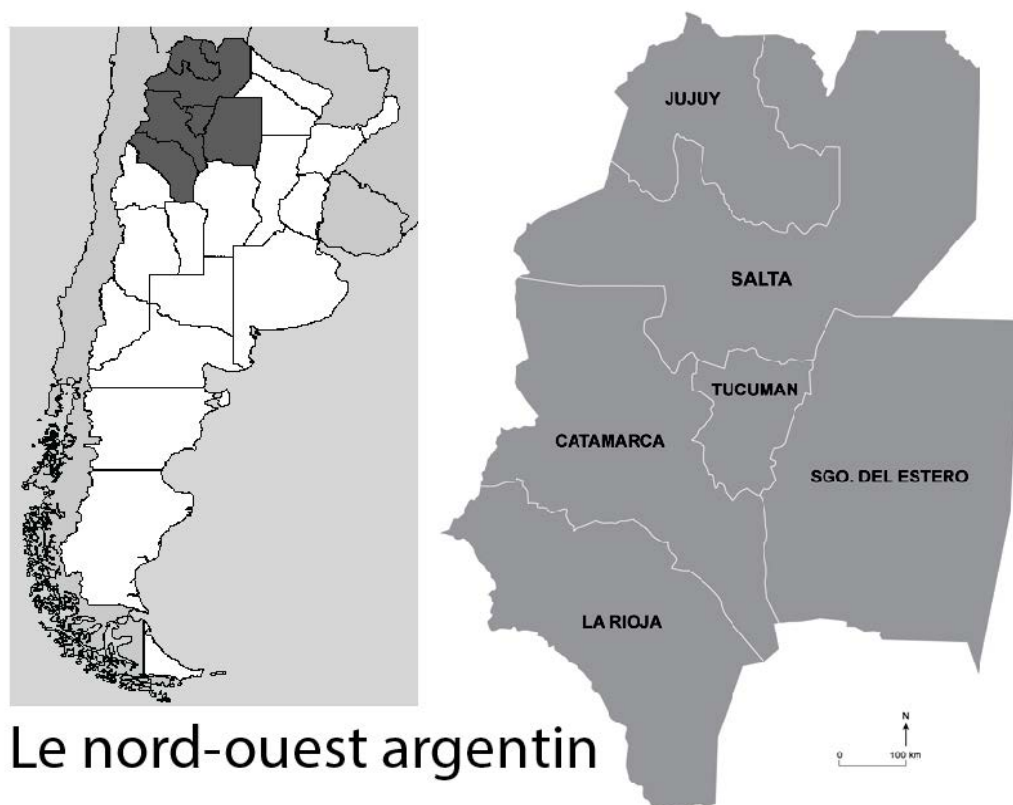 JUJUY
SALTA
TUCUMAN
CATAMARCA
SGO. DEL ESTERO
LA RIOJA
N
0 100 km
Le nord-ouest argentin